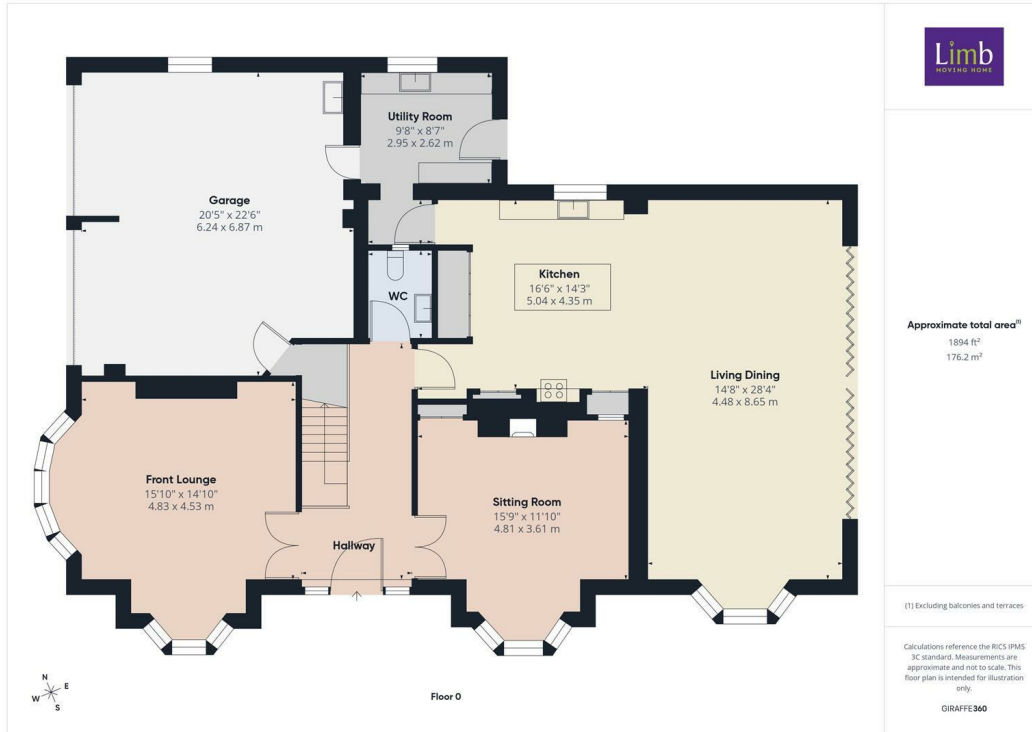 Limb
MOVING HOME
Utility Room
9'8" x 8'7"
2.95 x 2.62 m
Garage
20'5" x 22'6"
6.24 x 6.87 m
Kitchen
16'6" x 14'3"
5.04 x 4.35 m
WC
Approximate total area⁽¹⁾
1894 ft²
176.2 m²
Living Dining
14'8" x 28'4"
4.48 x 8.65 m
Front Lounge
15'10" x 14'10"
4.83 x 4.53 m
Sitting Room
15'9" x 11'10"
4.81 x 3.61 m
Hallway
(1) Excluding balconies and terraces
Calculations reference the RICS IPMS
3C standard. Measurements are
approximate and not to scale. This
floor plan is intended for illustration
only.
GIRAFFE360
N
E
W
S
Floor 0